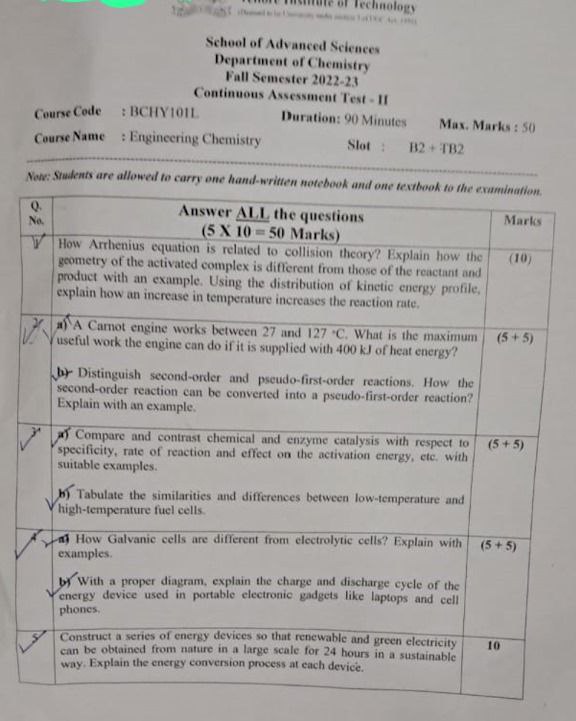 Institute of Technology
School of Advanced Sciences
Department of Chemistry
Fall Semester 2022-23
Continuous Assessment Test - II
Course Code : BCHY101L Duration: 90 Minutes Max. Marks : 50
Course Name : Engineering Chemistry Slot : B2 + TB2
Note: Students are allowed to carry one hand-written notebook and one textbook to the examination.
Q. No. Answer ALL the questions Marks
(5 X 10 = 50 Marks)
1 How Arrhenius equation is related to collision theory? Explain how the (10)
geometry of the activated complex is different from those of the reactant and
product with an example. Using the distribution of kinetic energy profile,
explain how an increase in temperature increases the reaction rate.
2 a) A Carnot engine works between 27 and 127 °C. What is the maximum (5 + 5)
useful work the engine can do if it is supplied with 400 kJ of heat energy?
b) Distinguish second-order and pseudo-first-order reactions. How the
second-order reaction can be converted into a pseudo-first-order reaction?
Explain with an example.
3 a) Compare and contrast chemical and enzyme catalysis with respect to (5 + 5)
specificity, rate of reaction and effect on the activation energy, etc. with
suitable examples.
b) Tabulate the similarities and differences between low-temperature and
high-temperature fuel cells.
4 a) How Galvanic cells are different from electrolytic cells? Explain with (5 + 5)
examples.
b) With a proper diagram, explain the charge and discharge cycle of the
energy device used in portable electronic gadgets like laptops and cell
phones.
5 Construct a series of energy devices so that renewable and green electricity 10
can be obtained from nature in a large scale for 24 hours in a sustainable
way. Explain the energy conversion process at each device.